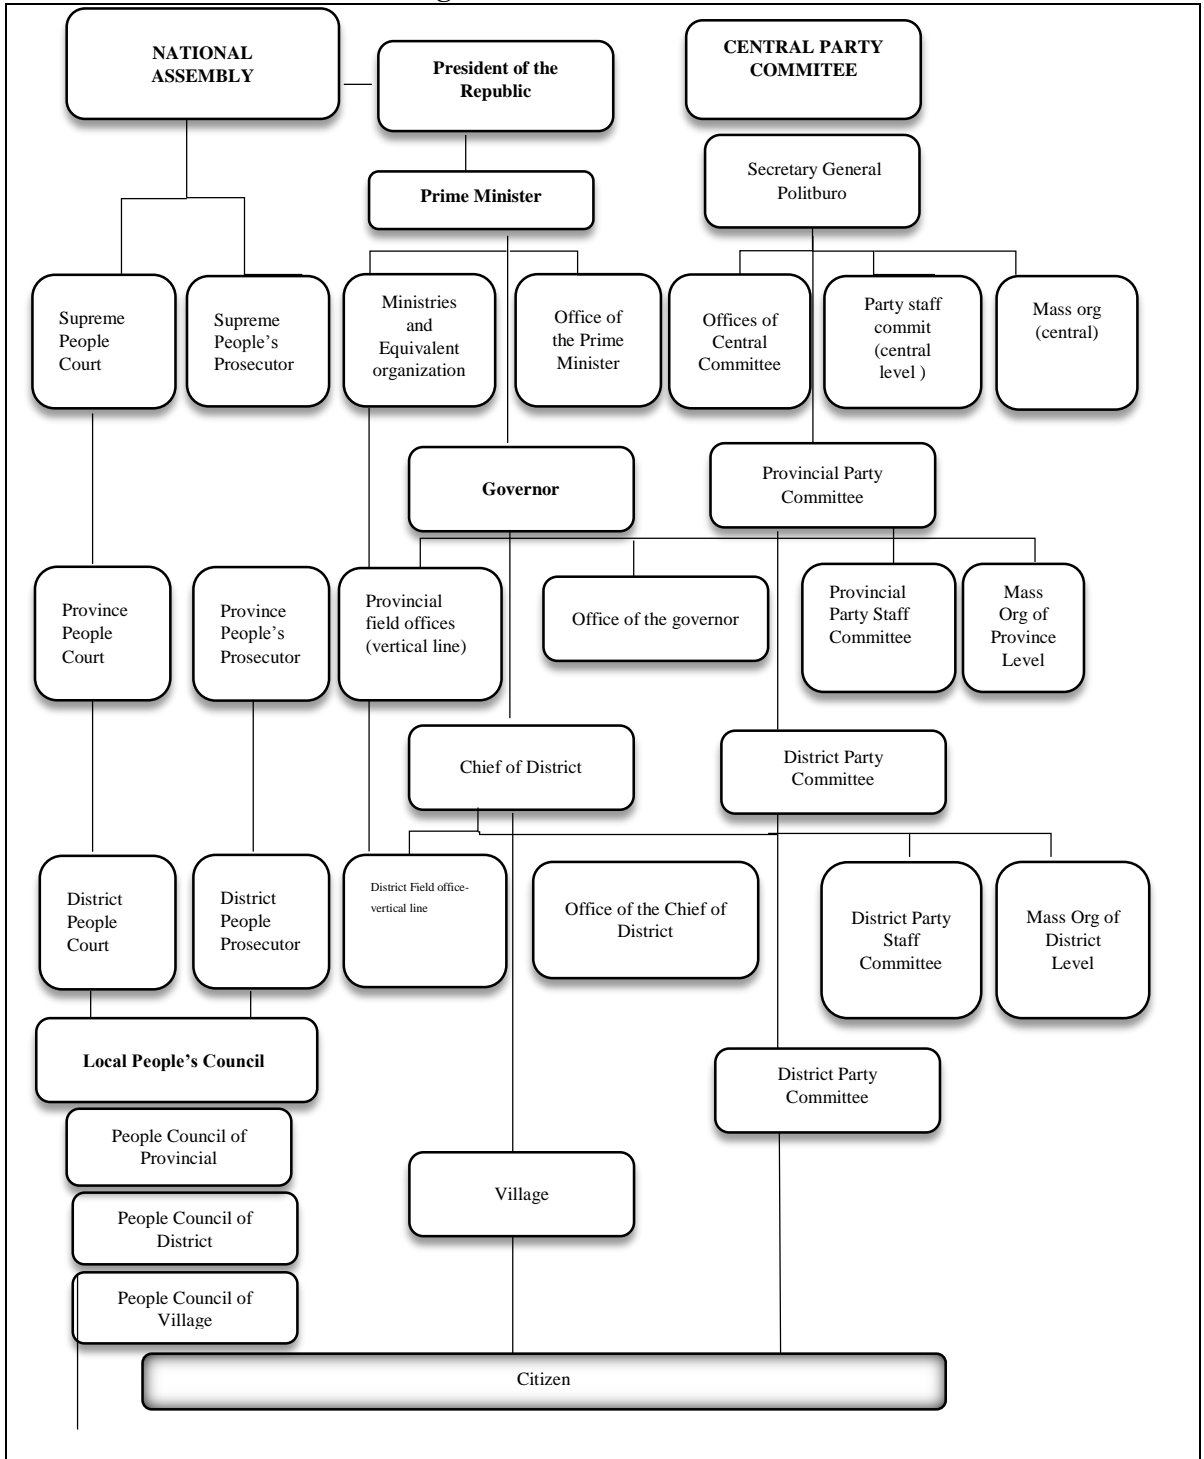 NATIONAL
ASSEMBLY
President of the
Republic
CENTRAL PARTY
COMMITEE
Secretary General
Politburo
Prime Minister
Supreme
People
Court
Supreme
People's
Prosecutor
Ministries
and
Equivalent
organization
Office of
the Prime
Minister
Offices of
Central
Committee
Party staff
commit
(central
level )
Mass org
(central)
Governor
Provincial Party
Committee
Province
People
Court
Province
People's
Prosecutor
Provincial
field offices
(vertical line)
Office of the governor
Provincial
Party Staff
Committee
Mass
Org of
Province
Level
Chief of District
District Party
Committee
District
People
Court
District
People
Prosecutor
District Field office-
vertical line
Office of the Chief of
District
District Party
Staff
Committee
Mass Org of
District
Level
Local People's Council
District Party
Committee
People Council of
Provincial
Village
People Council of
District
People Council of
Village
Citizen